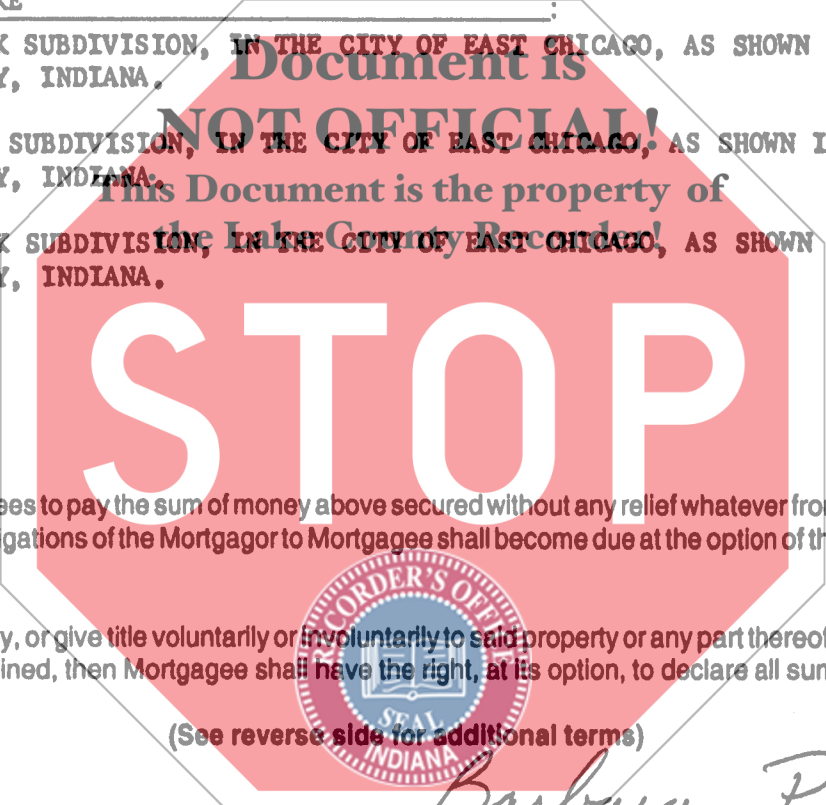 KE
K SUBDIVISION, IN THE CITY OF EAST CHICAGO, AS SHOWN
Y, INDIANA.
Document is
NOT OFFICIAL!
SUBDIVISION, IN THE CITY OF EAST CHICAGO, AS SHOWN I
Y, INDIANA.
This Document is the property of
the Lake County Recorder!
K SUBDIVISION, IN THE CITY OF EAST CHICAGO, AS SHOWN
Y, INDIANA.
STOP
ees to pay the sum of money above secured without any relief whatever fro
igations of the Mortgagor to Mortgagee shall become due at the option of th
RECORDER'S OFFICE
y, or give title voluntarily or involuntarily to said property or any part thereof
ined, then Mortgagee shall have the right, at its option, to declare all sum
SEAL
INDIANA
(See reverse side for additional terms)
Barbara